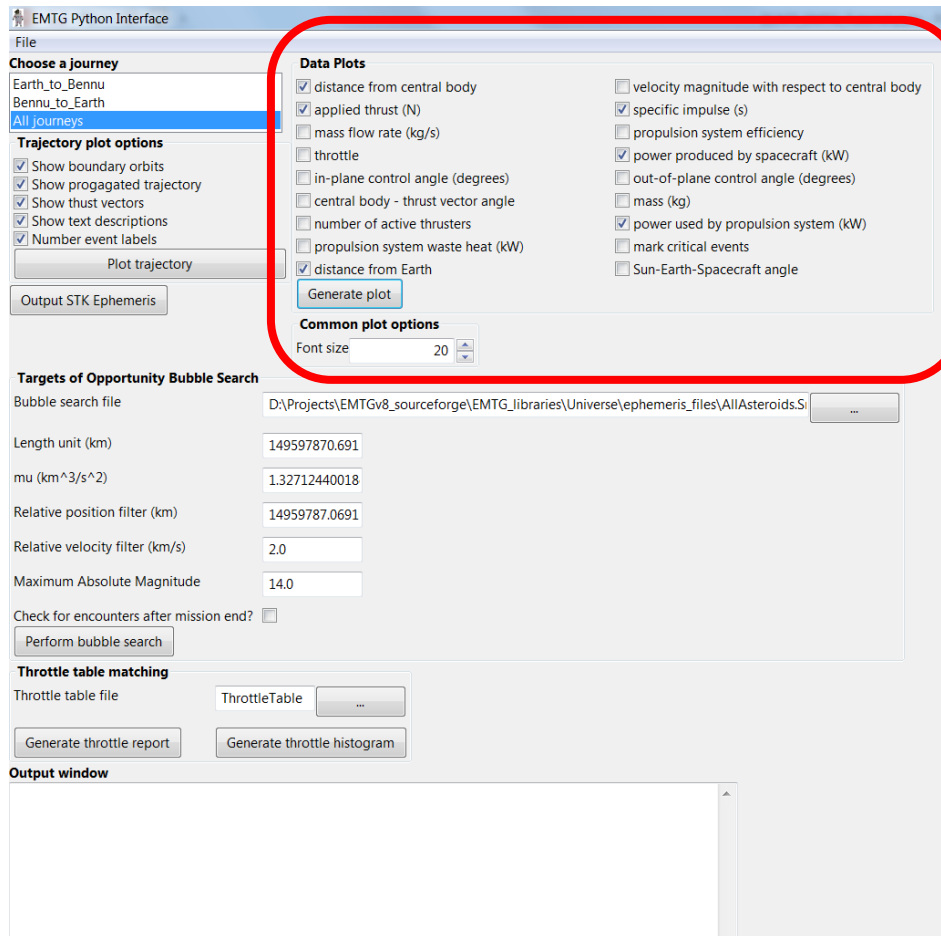 EMTG Python Interface
File
Choose a journey
Earth_to_Bennu
Bennu_to_Earth
All journeys
Trajectory plot options
Show boundary orbits
Show progagated trajectory
Show thust vectors
Show text descriptions
Number event labels
Plot trajectory
Output STK Ephemeris
Data Plots
distance from central body
applied thrust (N)
mass flow rate (kg/s)
throttle
in-plane control angle (degrees)
central body - thrust vector angle
number of active thrusters
propulsion system waste heat (kW)
distance from Earth
velocity magnitude with respect to central body
specific impulse (s)
propulsion system efficiency
power produced by spacecraft (kW)
out-of-plane control angle (degrees)
mass (kg)
power used by propulsion system (kW)
mark critical events
Sun-Earth-Spacecraft angle
Generate plot
Common plot options
Font size 20
Targets of Opportunity Bubble Search
Bubble search file D:\Projects\EMTGv8_sourceforge\EMTG_libraries\Universe\ephemeris_files\AllAsteroids.S ...
Length unit (km) 149597870.691
mu (km^3/s^2) 1.32712440018
Relative position filter (km) 14959787.0691
Relative velocity filter (km/s) 2.0
Maximum Absolute Magnitude 14.0
Check for encounters after mission end?
Perform bubble search
Throttle table matching
Throttle table file ThrottleTable ...
Generate throttle report Generate throttle histogram
Output window